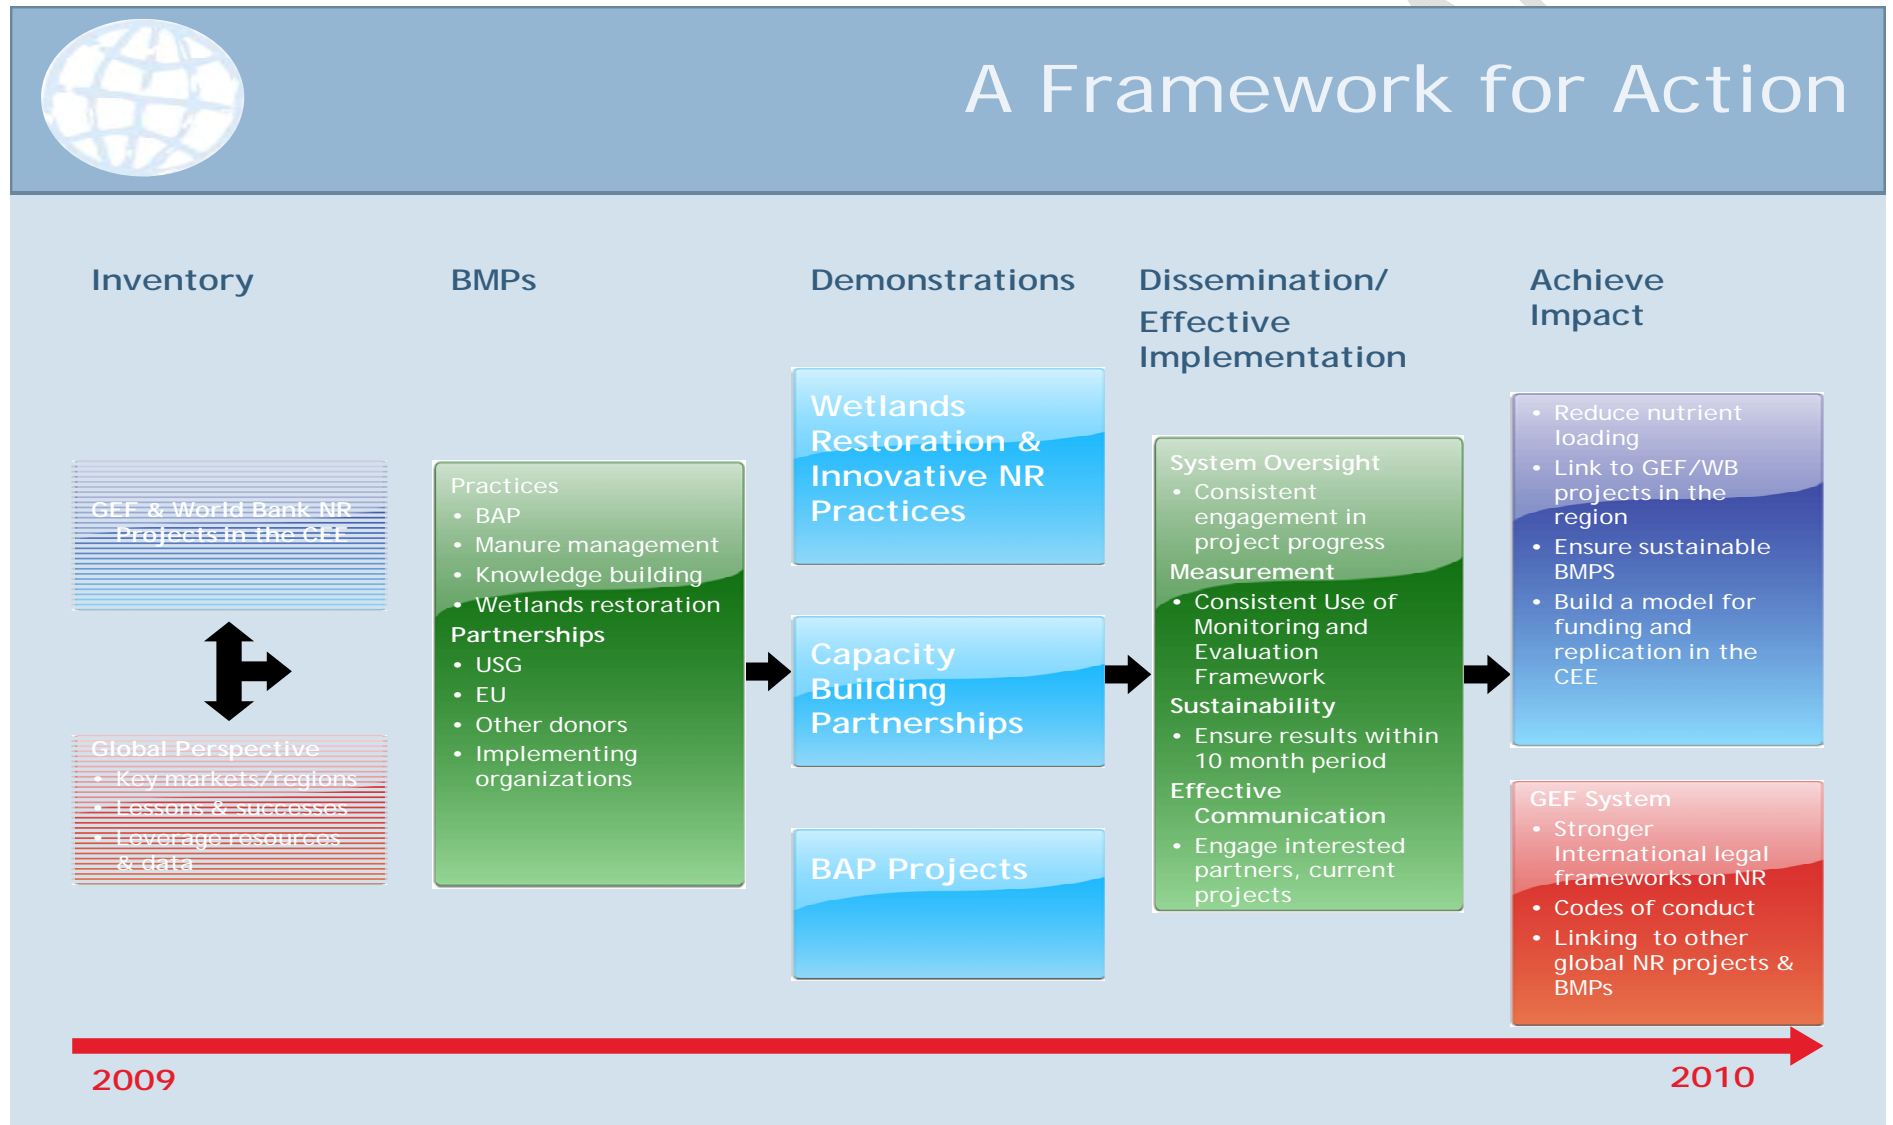 A Framework for Action
Inventory
GEF & World Bank NR
Projects in the CEE
Global Perspective
• Key markets/regions
• Lessons & successes
• Leverage resources
& data
BMPs
Practices
• BAP
• Manure management
• Knowledge building
• Wetlands restoration
Partnerships
• USG
• EU
• Other donors
• Implementing
organizations
Demonstrations
Wetlands
Restoration &
Innovative NR
Practices
Capacity
Building
Partnerships
BAP Projects
Dissemination/
Effective
Implementation
System Oversight
• Consistent
engagement in
project progress
Measurement
• Consistent Use of
Monitoring and
Evaluation
Framework
Sustainability
• Ensure results within
10 month period
Effective
Communication
• Engage interested
partners, current
projects
Achieve
Impact
• Reduce nutrient
loading
• Link to GEF/WB
projects in the
region
• Ensure sustainable
BMPS
• Build a model for
funding and
replication in the
CEE
GEF System
• Stronger
International legal
frameworks on NR
• Codes of conduct
• Linking to other
global NR projects &
BMPs
2009
2010